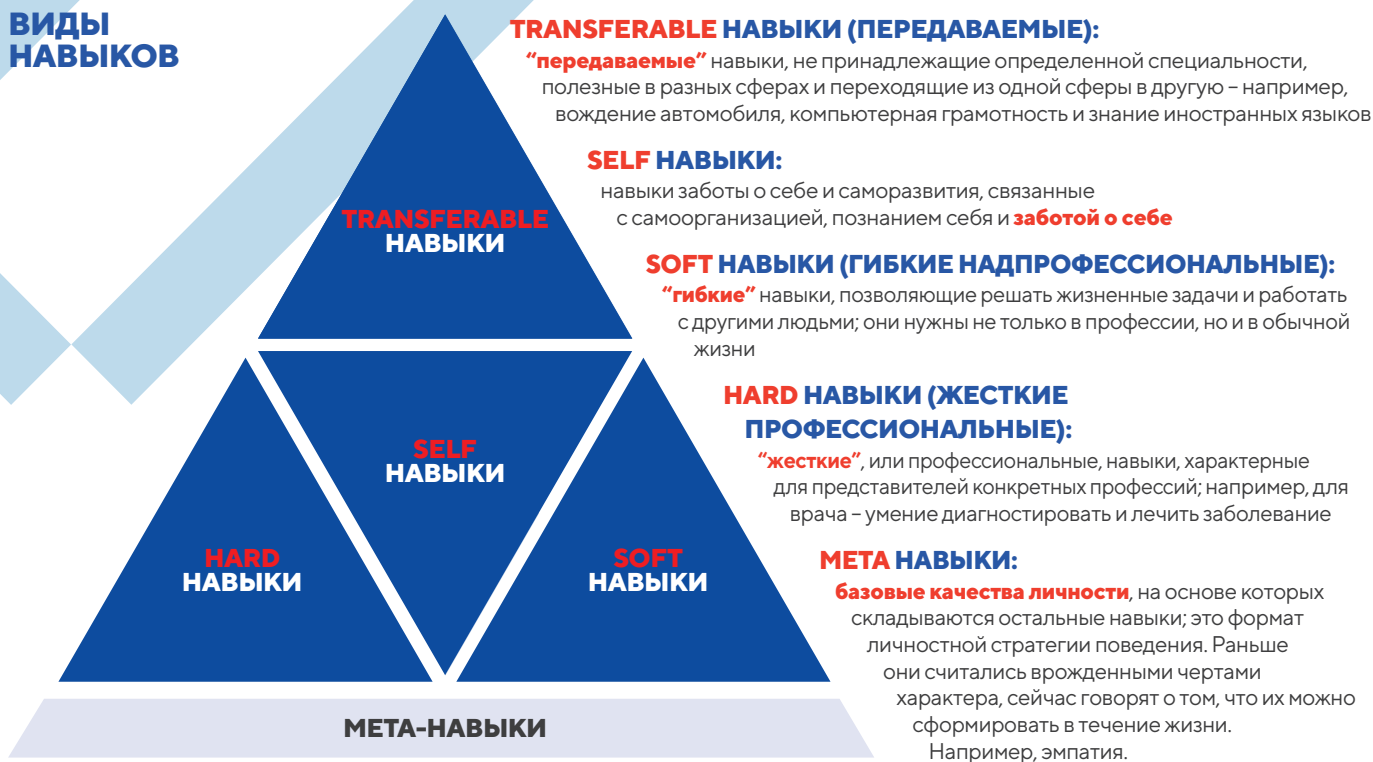 ВИДЫ
НАВЫКОВ
TRANSFERABLE
НАВЫКИ
SELF
НАВЫКИ
HARD
НАВЫКИ
SOFT
НАВЫКИ
МЕТА-НАВЫКИ
TRANSFERABLE НАВЫКИ (ПЕРЕДАВАЕМЫЕ):
“передаваемые” навыки, не принадлежащие определенной специальности,
полезные в разных сферах и переходящие из одной сферы в другую – например,
вождение автомобиля, компьютерная грамотность и знание иностранных языков
SELF НАВЫКИ:
навыки заботы о себе и саморазвития, связанные
с самоорганизацией, познанием себя и заботой о себе
SOFT НАВЫКИ (ГИБКИЕ НАДПРОФЕССИОНАЛЬНЫЕ):
“гибкие” навыки, позволяющие решать жизненные задачи и работать
с другими людьми; они нужны не только в профессии, но и в обычной
жизни
HARD НАВЫКИ (ЖЕСТКИЕ
ПРОФЕССИОНАЛЬНЫЕ):
“жесткие”, или профессиональные, навыки, характерные
для представителей конкретных профессий; например, для
врача – умение диагностировать и лечить заболевание
МЕТА НАВЫКИ:
базовые качества личности, на основе которых
складываются остальные навыки; это формат
личностной стратегии поведения. Раньше
они считались врожденными чертами
характера, сейчас говорят о том, что их можно
сформировать в течение жизни.
Например, эмпатия.